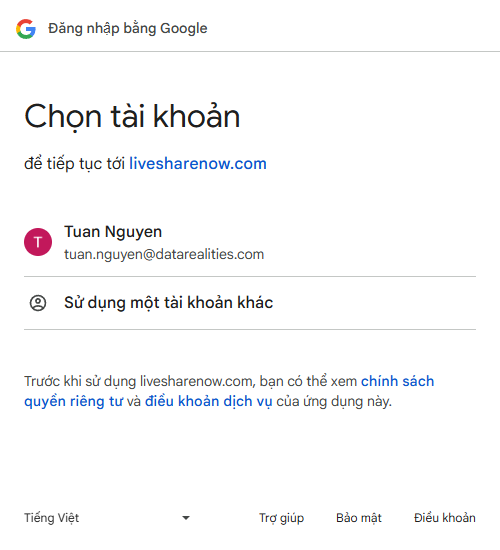 Đăng nhập bằng Google
Chọn tài khoản
để tiếp tục tới livesharenow.com
T
Tuan Nguyen
tuan.nguyen@datarealities.com
Sử dụng một tài khoản khác
Trước khi sử dụng livesharenow.com, bạn có thể xem chính sách
quyền riêng tư và điều khoản dịch vụ của ứng dụng này.
Tiếng Việt
Trợ giúp
Bảo mật
Điều khoản